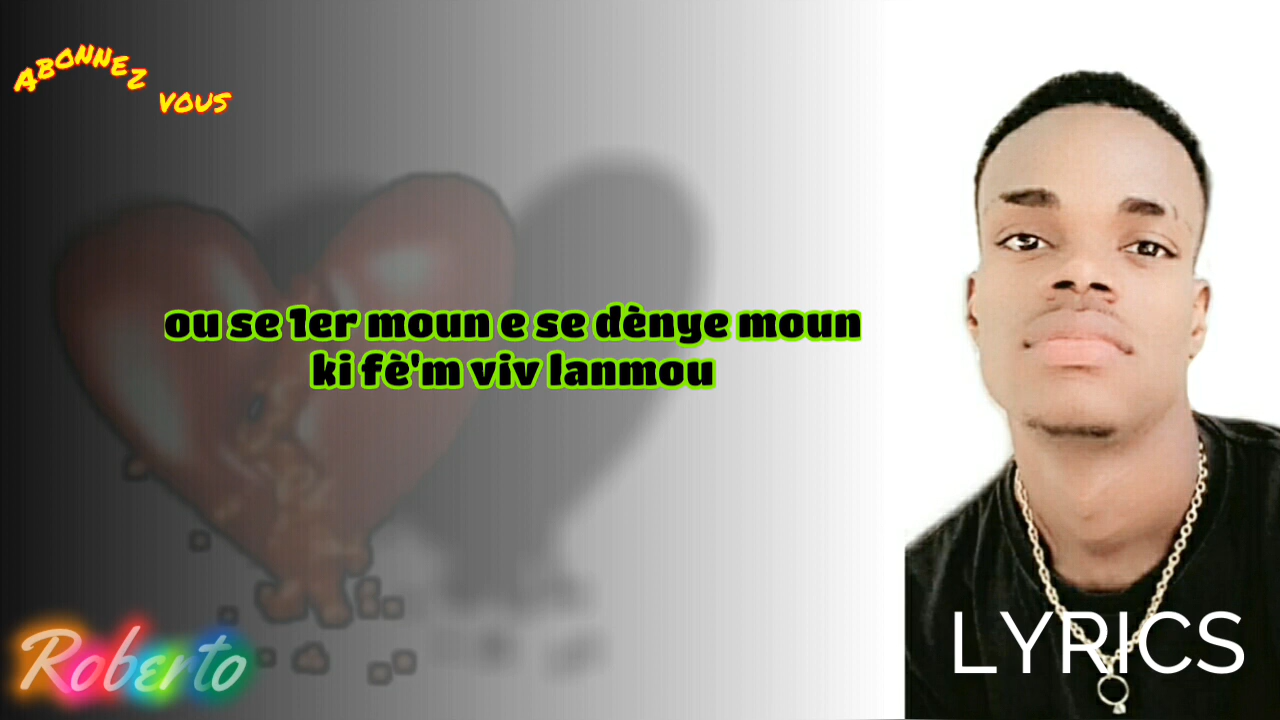 ABONNEZ
VOUS
ou se 1er moun e se dènye moun
ki fè'm viv lanmou
Roberto
LYRICS